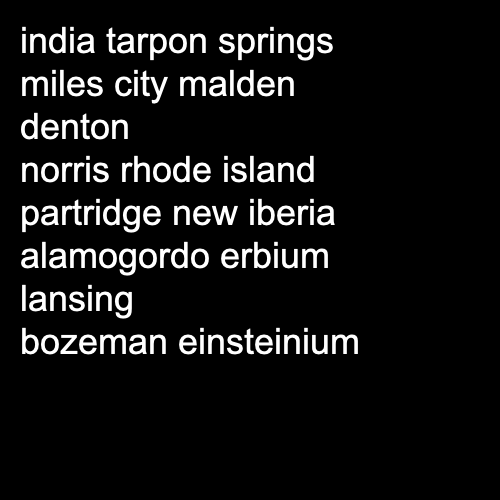 india tarpon springs
miles city malden
denton
norris rhode island
partridge new iberia
alamogordo erbium
lansing
bozeman einsteinium